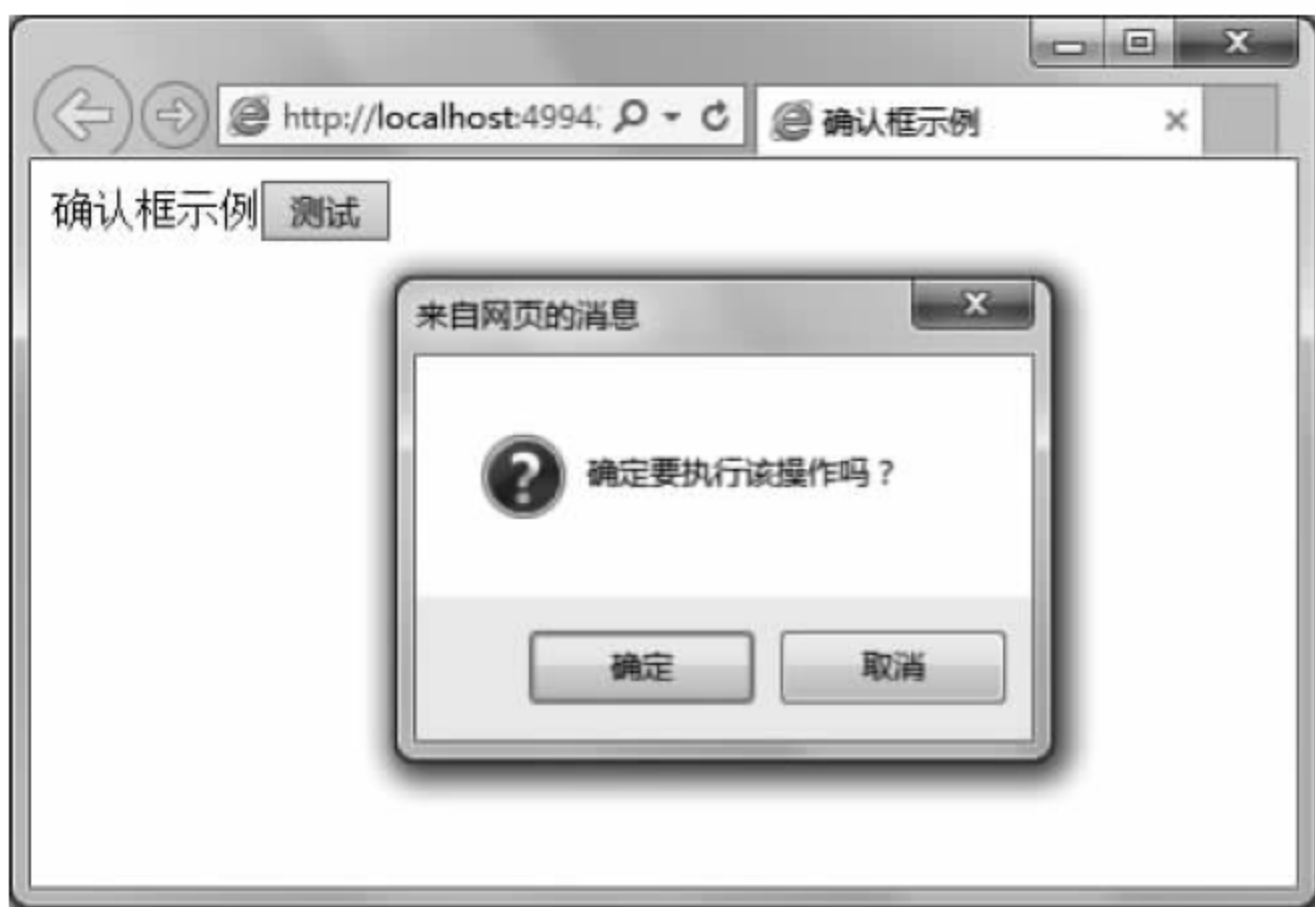 http://localhost:4994:
确认框示例
确认框示例 测试
来自网页的消息
确定要执行该操作吗？
确定 取消